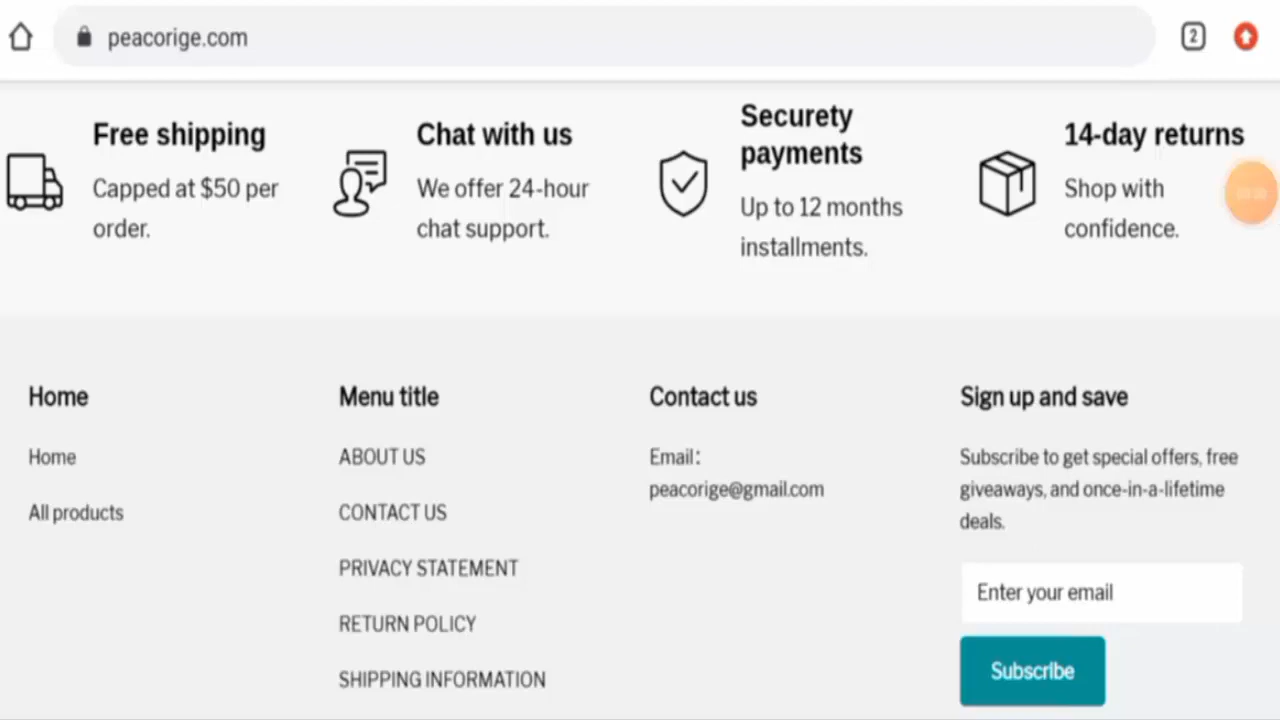 peacorige.com
2
Free shipping
Capped at $50 per
order.
Chat with us
We offer 24-hour
chat support.
Securety
payments
Up to 12 months
installments.
14-day returns
Shop with
confidence.
Home
Home
All products
Menu title
ABOUT US
CONTACT US
PRIVACY STATEMENT
RETURN POLICY
SHIPPING INFORMATION
Contact us
Email:
peacorige@gmail.com
Sign up and save
Subscribe to get special offers, free
giveaways, and once-in-a-lifetime
deals.
Enter your email
Subscribe